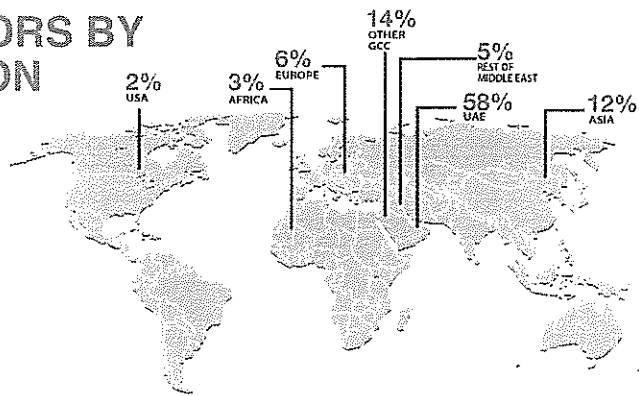 ORS BY
ON
2%
USA
3%
AFRICA
6%
EUROPE
14%
OTHER
GCC
5%
REST OF
MIDDLE EAST
58%
UAE
12%
ASIA